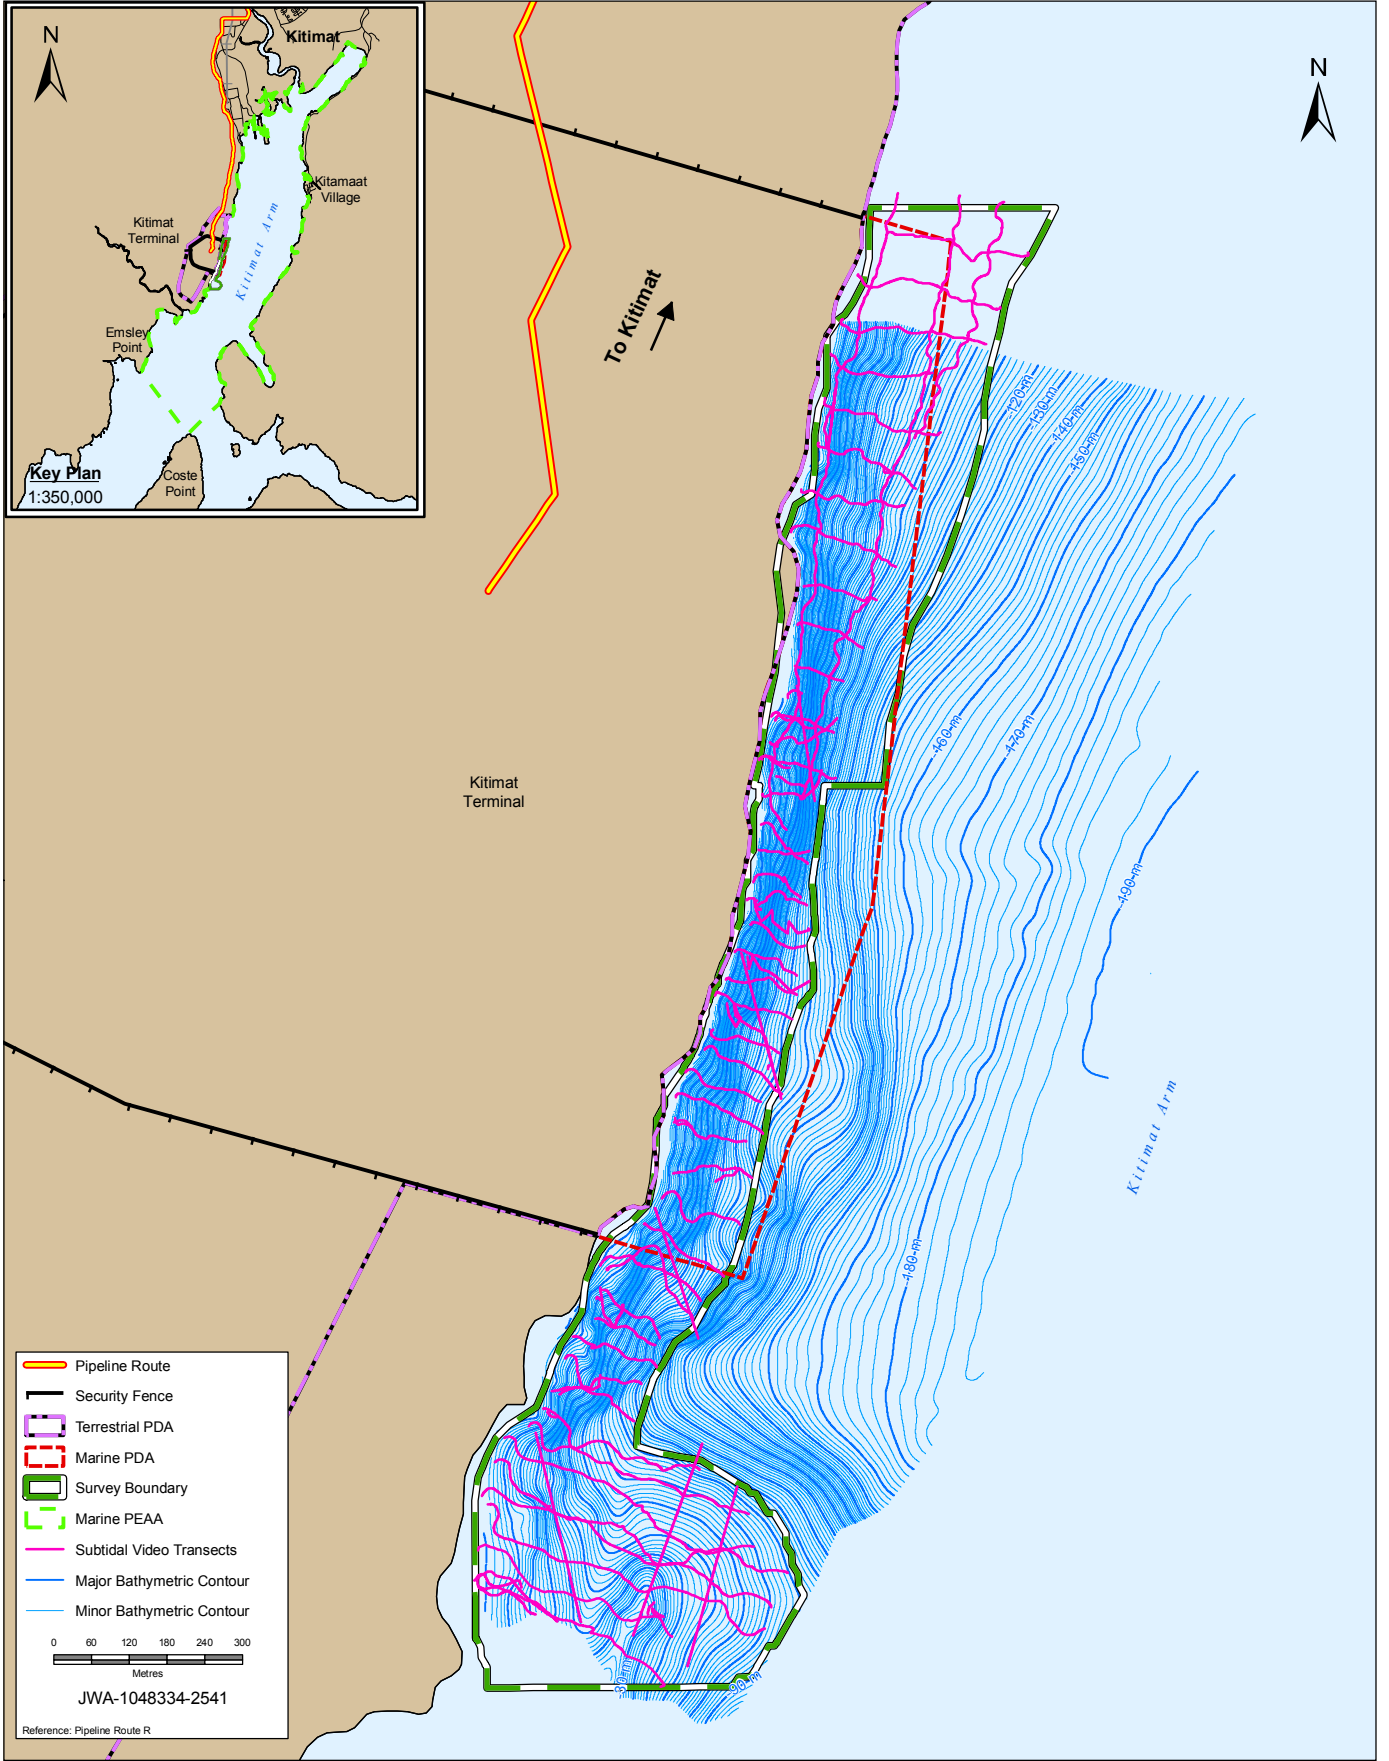 N
Kitimat
Kitamaat
Village
Kitimat
Terminal
Kitimat Arm
Emsley
Point
Coste
Point
Key Plan
1:350,000
N
To Kitimat
-120 m
-130 m
-140 m
-150 m
-160 m
-170 m
Kitimat
Terminal
-190 m
Kitimat Arm
-180 m
-30 m
-90 m
Pipeline Route
Security Fence
Terrestrial PDA
Marine PDA
Survey Boundary
Marine PEAA
Subtidal Video Transects
Major Bathymetric Contour
Minor Bathymetric Contour
0 60 120 180 240 300
Metres
JWA-1048334-2541
Reference: Pipeline Route R